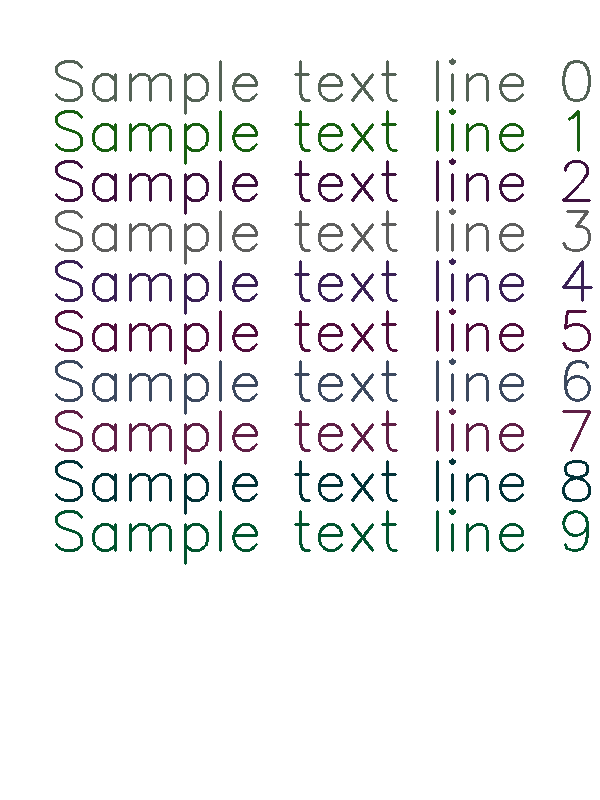 Sample text line 0
Sample text line 1
Sample text line 2
Sample text line 3
Sample text line 4
Sample text line 5
Sample text line 6
Sample text line 7
Sample text line 8
Sample text line 9